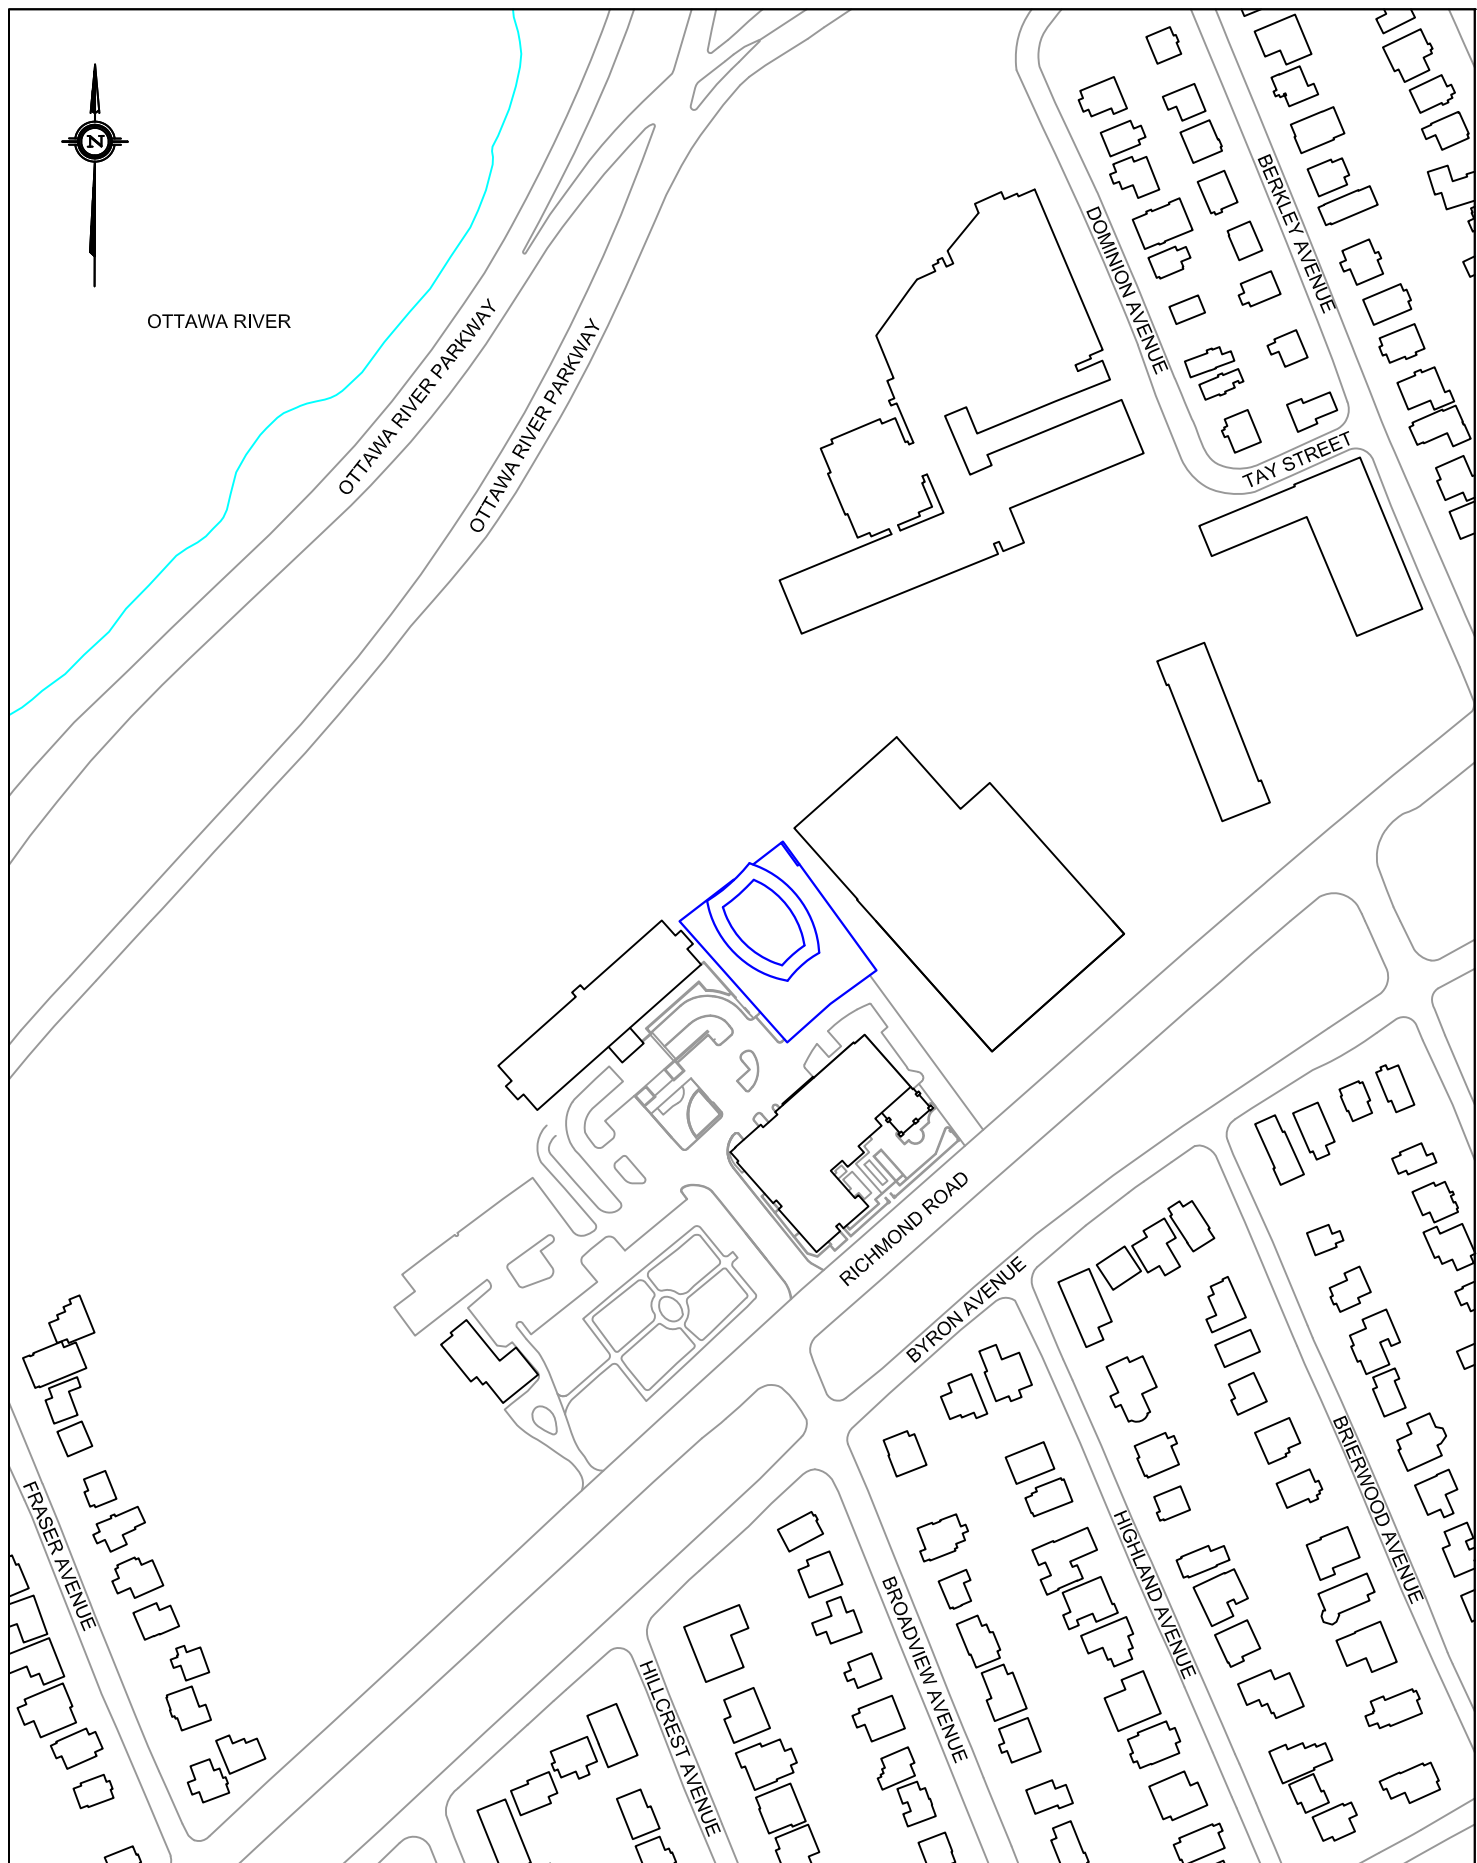 BERKLEY AVENUE
DOMINION AVENUE
N
OTTAWA RIVER
OTTAWA RIVER PARKWAY
OTTAWA RIVER PARKWAY
TAY STREET
RICHMOND ROAD
BYRON AVENUE
BRIERWOOD AVENUE
FRASER AVENUE
HIGHLAND AVENUE
BROADVIEW AVENUE
HILLCREST AVENUE